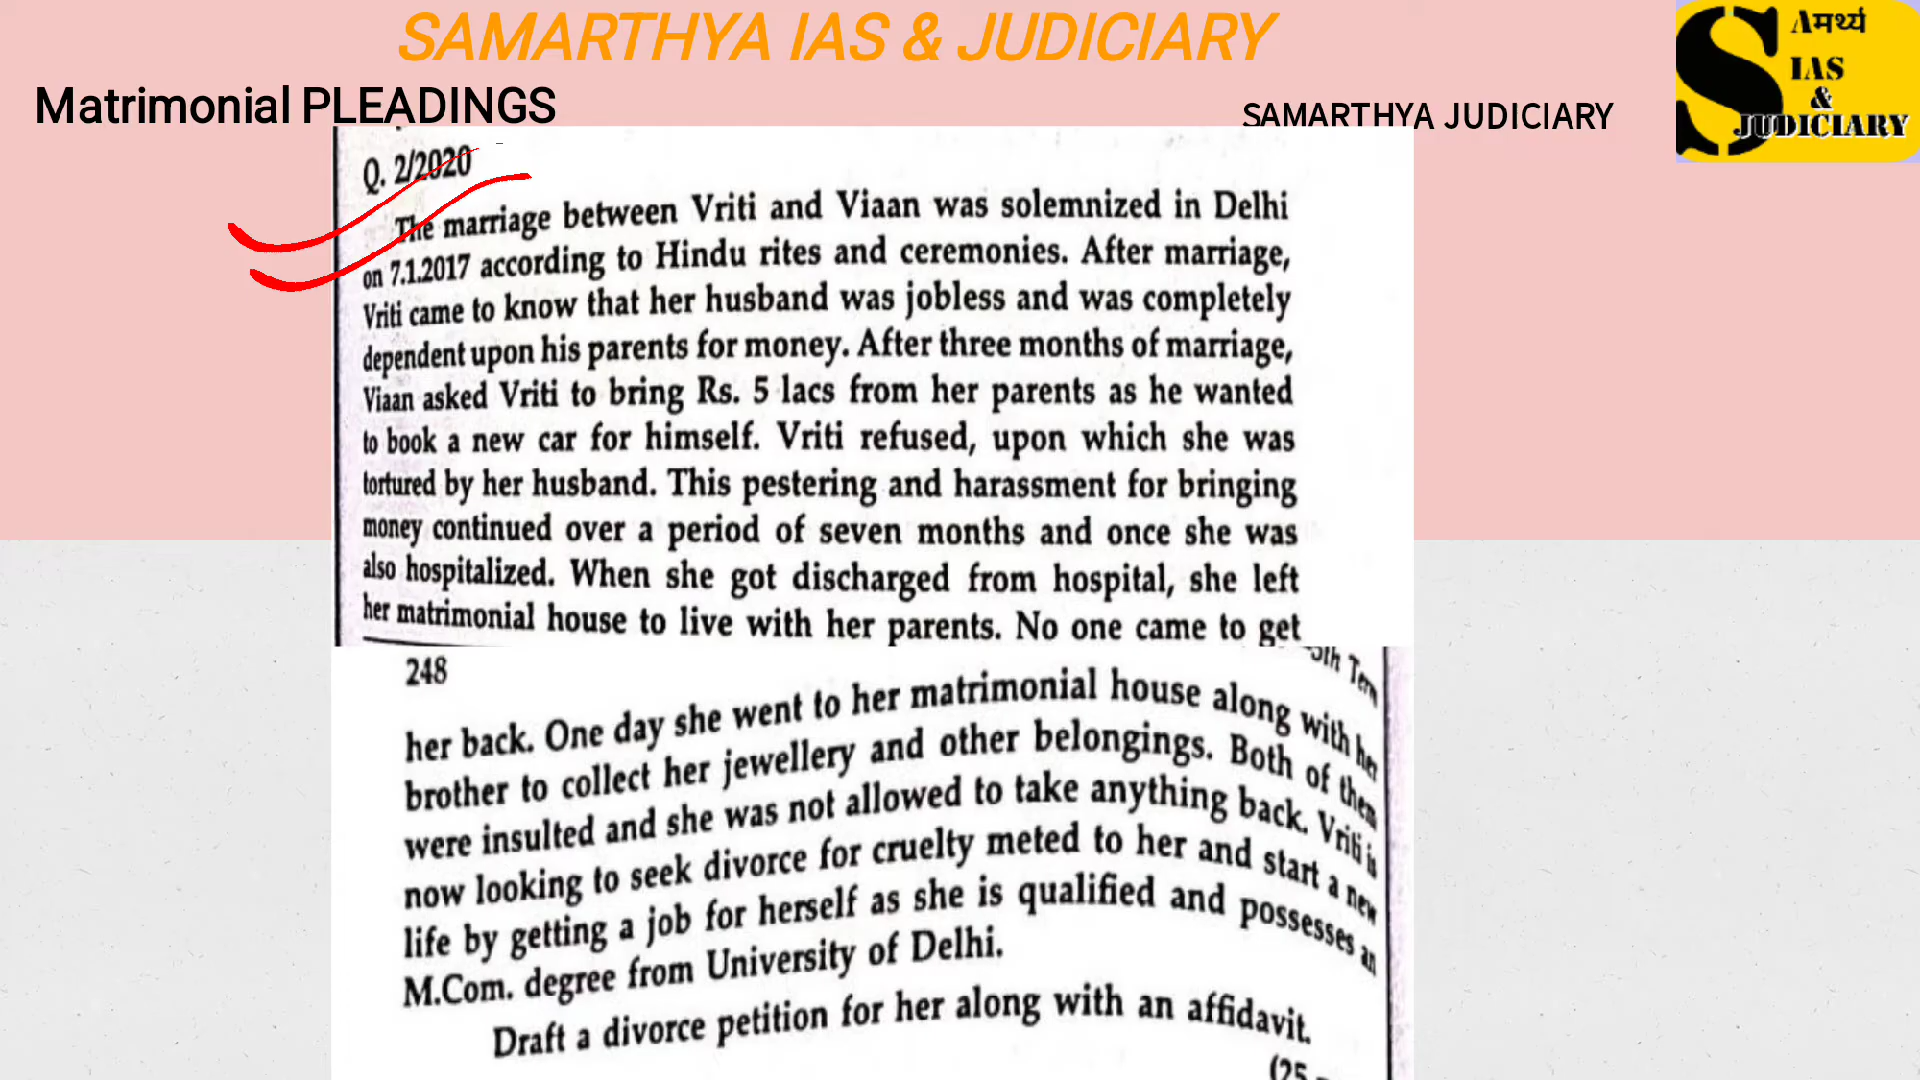 SAMARTHYA IAS & JUDICIARY
Matrimonial PLEADINGS
SAMARTHYA JUDICIARY
Aमर्थ्य
IAS
&
JUDICIARY
Q. 2/2020
The marriage between Vriti and Viaan was solemnized in Delhi
on 7.1.2017 according to Hindu rites and ceremonies. After marriage,
Vriti came to know that her husband was jobless and was completely
dependent upon his parents for money. After three months of marriage,
Viaan asked Vriti to bring Rs. 5 lacs from her parents as he wanted
to book a new car for himself. Vriti refused, upon which she was
tortured by her husband. This pestering and harassment for bringing
money continued over a period of seven months and once she was
also hospitalized. When she got discharged from hospital, she left
her matrimonial house to live with her parents. No one came to get
Term
248
her back. One day she went to her matrimonial house along with her
brother to collect her jewellery and other belongings. Both of them
were insulted and she was not allowed to take anything back. Vriti is
now looking to seek divorce for cruelty meted to her and start a new
life by getting a job for herself as she is qualified and possesses an
M.Com. degree from University of Delhi.
Draft a divorce petition for her along with an affidavit.
(25